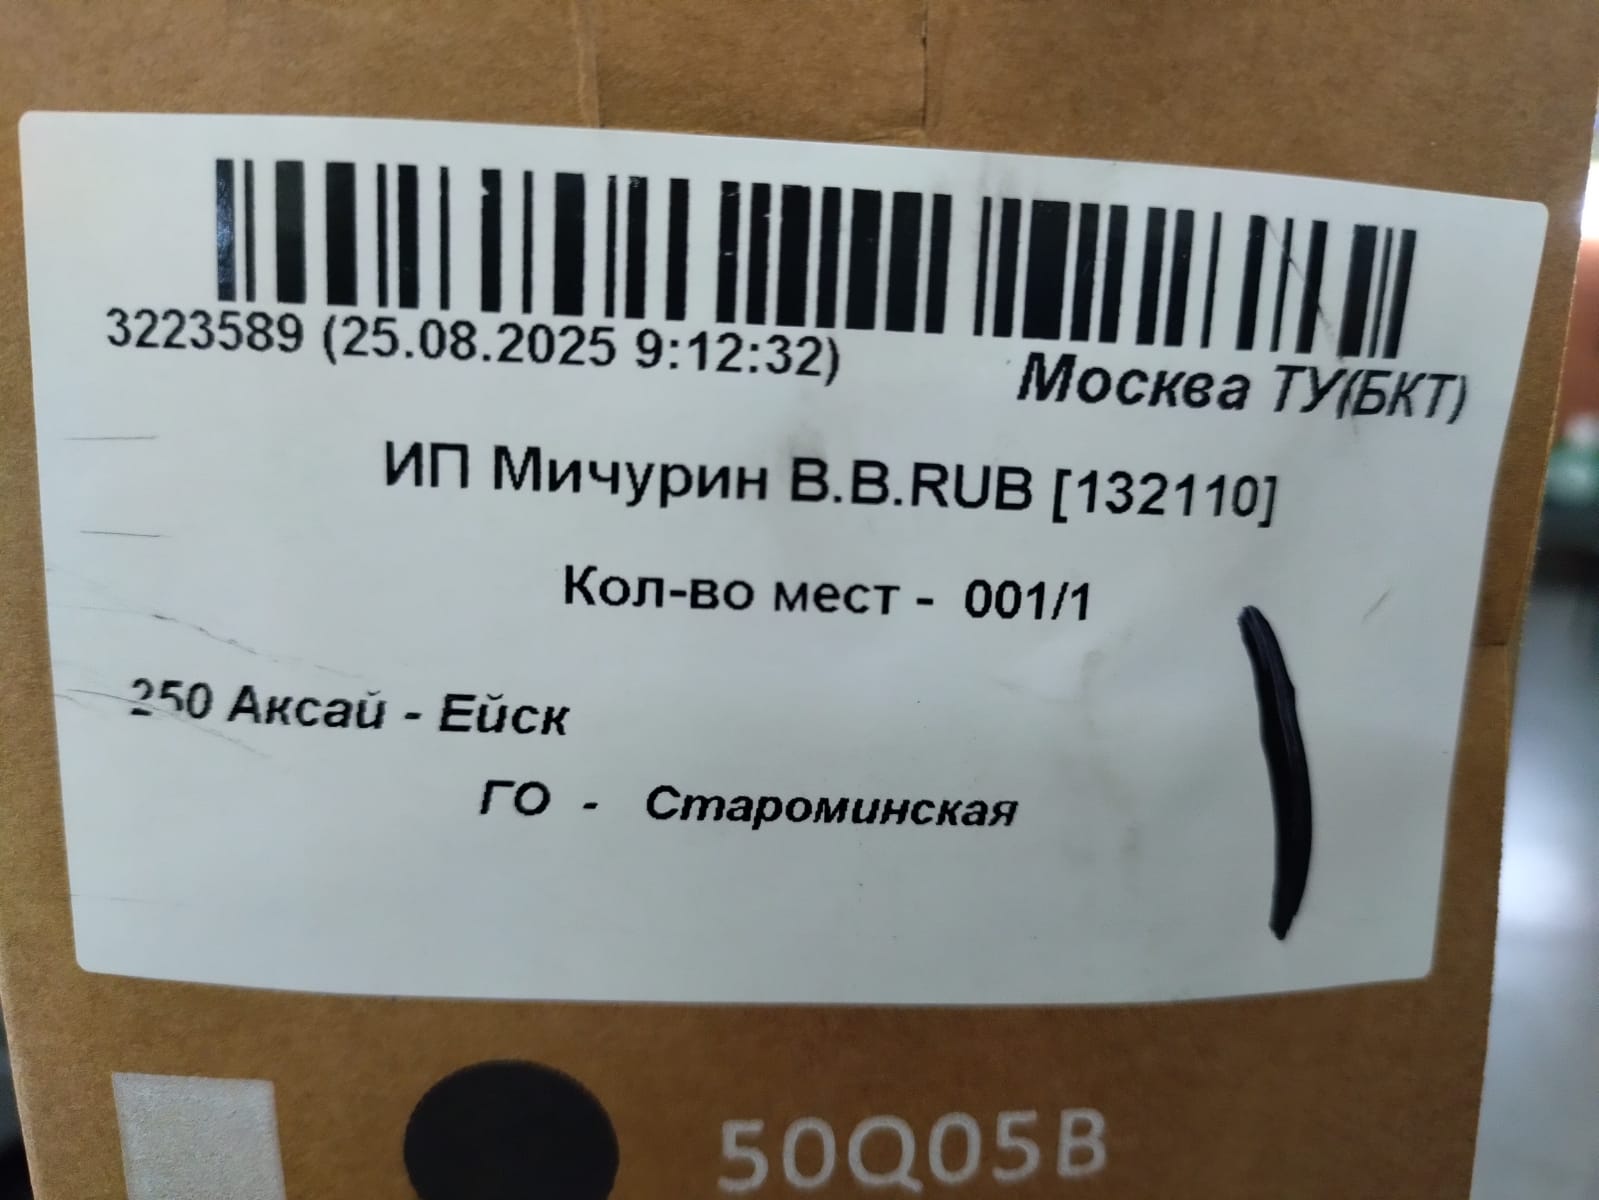 3223589 (25.08.2025 9:12:32)
Москва ТУ(БКТ)
ИП Мичурин В.В.RUB [132110]
Кол-во мест - 001/1
250 Аксай - Ейск
ГО - Староминская
50Q05B